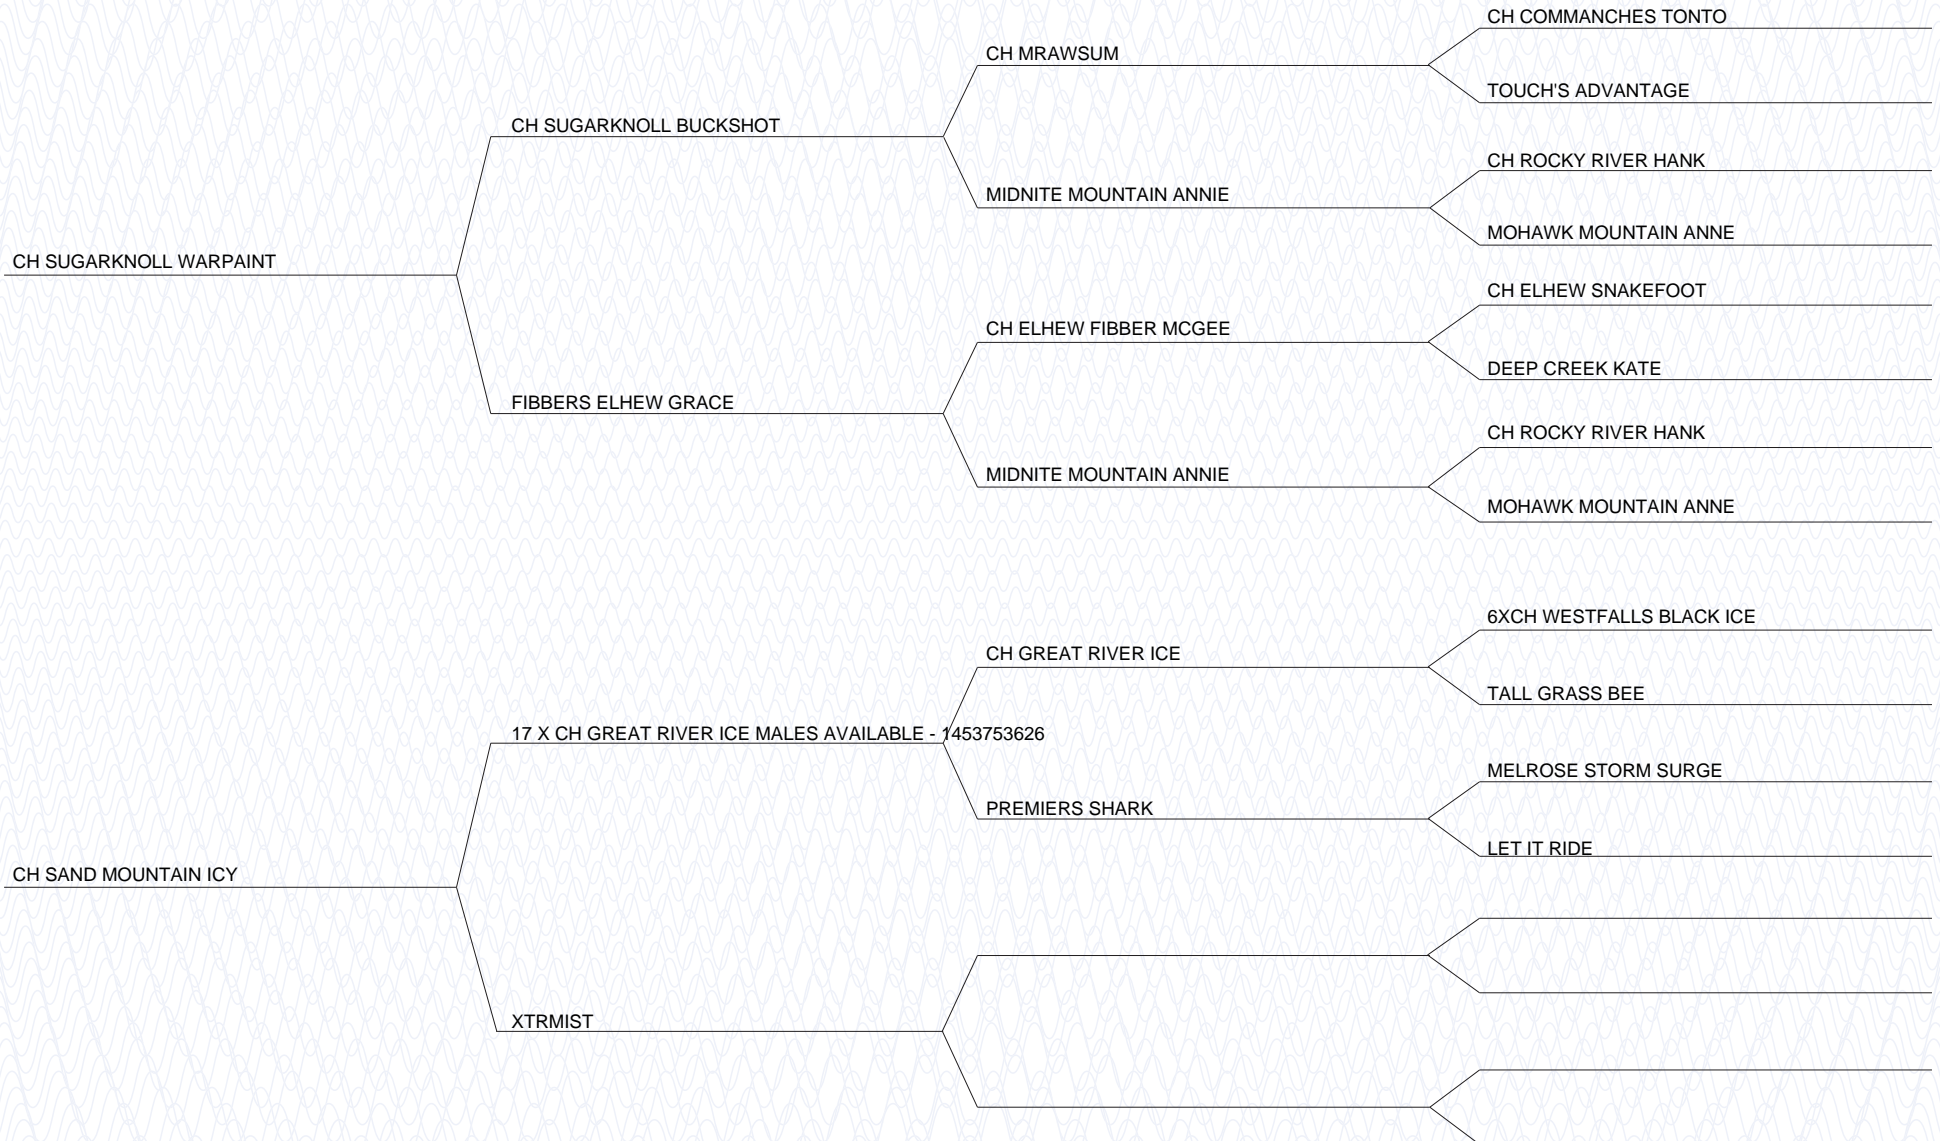 CH COMMANCHES TONTO
CH MRAWSUM
TOUCH'S ADVANTAGE
CH SUGARKNOLL BUCKSHOT
CH ROCKY RIVER HANK
MIDNITE MOUNTAIN ANNIE
MOHAWK MOUNTAIN ANNE
CH SUGARKNOLL WARPAINT
CH ELHEW SNAKEFOOT
CH ELHEW FIBBER MCGEE
DEEP CREEK KATE
FIBBERS ELHEW GRACE
CH ROCKY RIVER HANK
MIDNITE MOUNTAIN ANNIE
MOHAWK MOUNTAIN ANNE
6XCH WESTFALLS BLACK ICE
CH GREAT RIVER ICE
TALL GRASS BEE
17 X CH GREAT RIVER ICE MALES AVAILABLE - 1453753626
MELROSE STORM SURGE
PREMIERS SHARK
LET IT RIDE
CH SAND MOUNTAIN ICY
XTRMIST